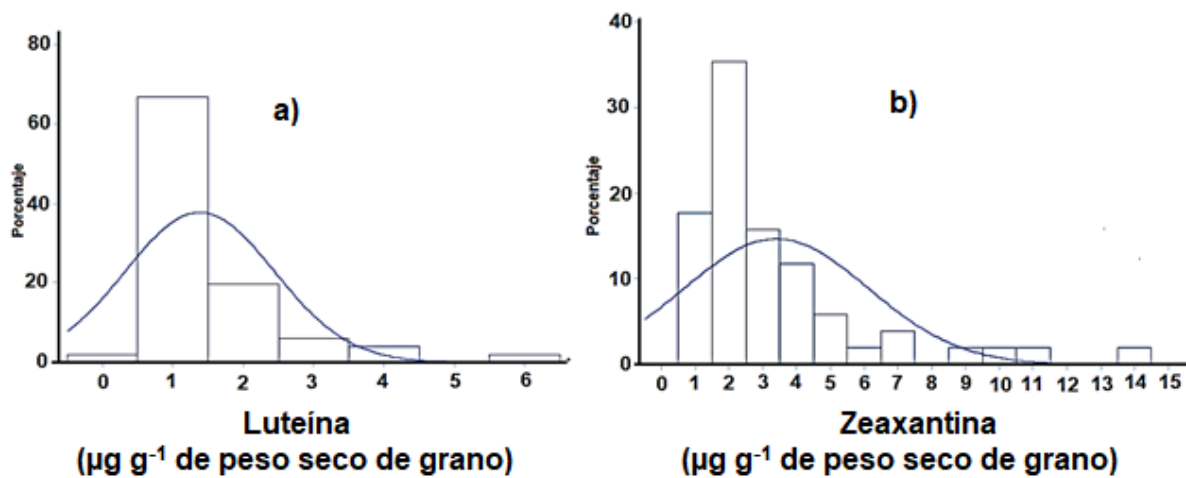 80
60
40
20
0
Porcentaje
a)
0 1 2 3 4 5 6
Luteína
(µg g-1 de peso seco de grano)
40
30
20
10
0
Porcentaje
b)
0 1 2 3 4 5 6 7 8 9 10 11 12 13 14 15
Zeaxantina
(µg g-1 de peso seco de grano)